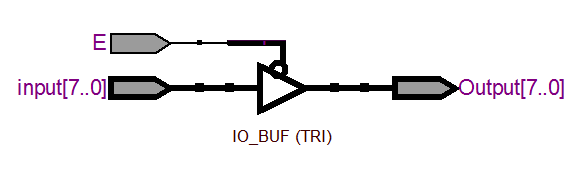 E
input[7..0]
Output[7..0]
IO_BUF (TRI)